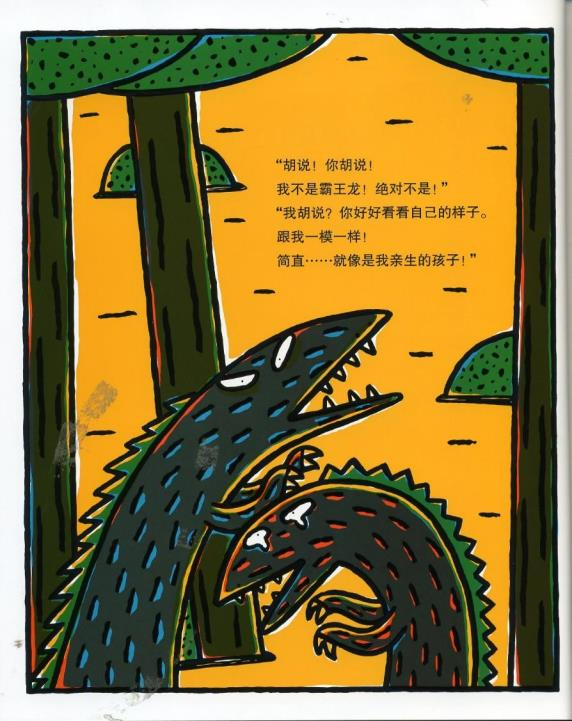 “胡说！你胡说！
我不是霸王龙！绝对不是！”
“我胡说？你好好看看自己的样子。
跟我一模一样！
简直……就像是我亲生的孩子！”